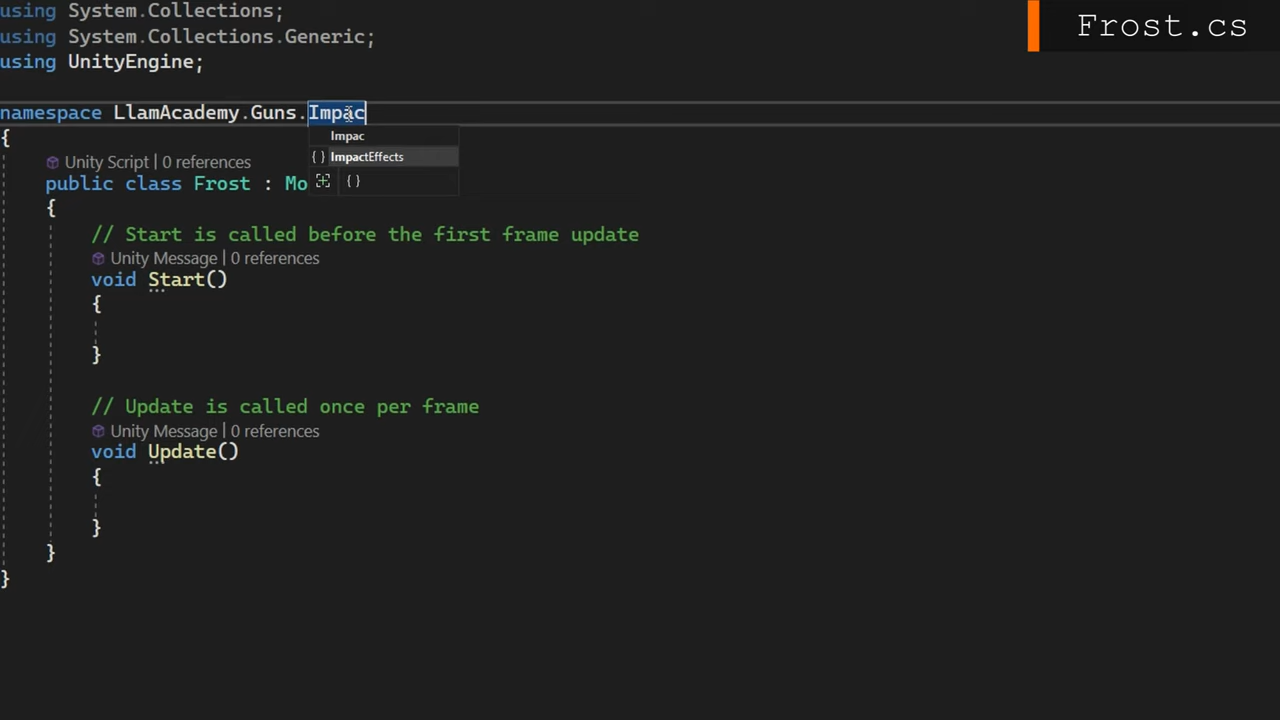 using System.Collections;
Frost.cs
using System.Collections.Generic;
using UnityEngine;
namespace LlamAcademy.Guns.Impac
{
Impac
{ } ImpactEffects
Unity Script | 0 references
{ }
public class Frost : Mo
{
// Start is called before the first frame update
Unity Message | 0 references
void Start()
{
}
// Update is called once per frame
Unity Message | 0 references
void Update()
{
}
}
}